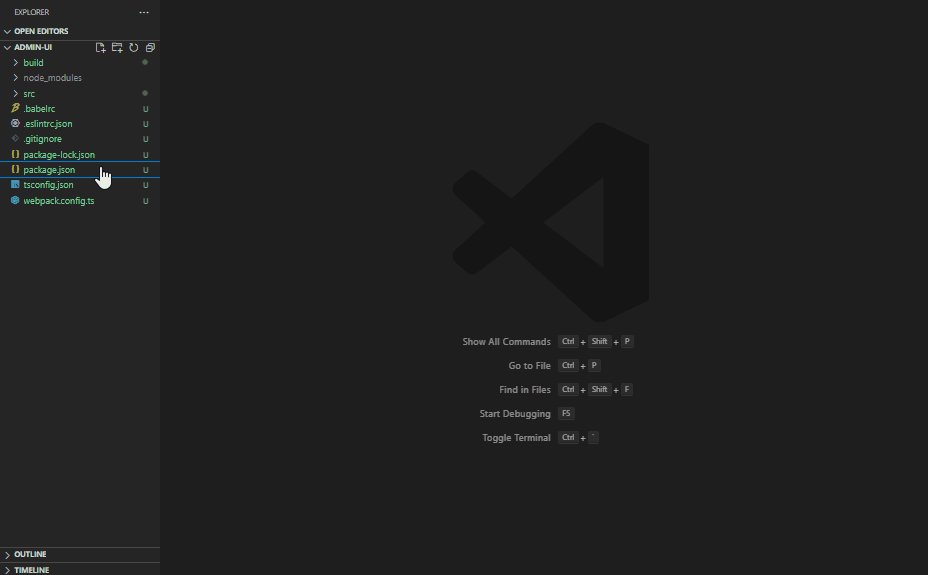 EXPLORER
OPEN EDITORS
ADMIN-UI
build
node_modules
src
.babelrc U
.eslintrc.json U
.gitignore U
package-lock.json U
package.json U
tsconfig.json U
webpack.config.ts U
OUTLINE
TIMELINE
Show All Commands Ctrl + Shift + P
Go to File Ctrl + P
Find in Files Ctrl + Shift + F
Start Debugging F5
Toggle Terminal Ctrl + `